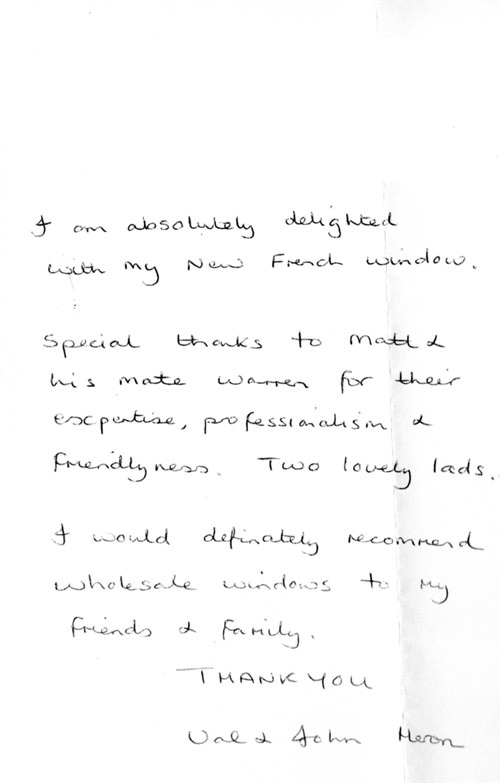 I am absolutely delighted
with my New French window.
Special thanks to Matt &
his mate warren for their
expertise, professionalism &
friendlyness. Two lovely lads.
I would definately recommend
wholesale windows to my
friends & family.
THANK YOU
Val & John Heron